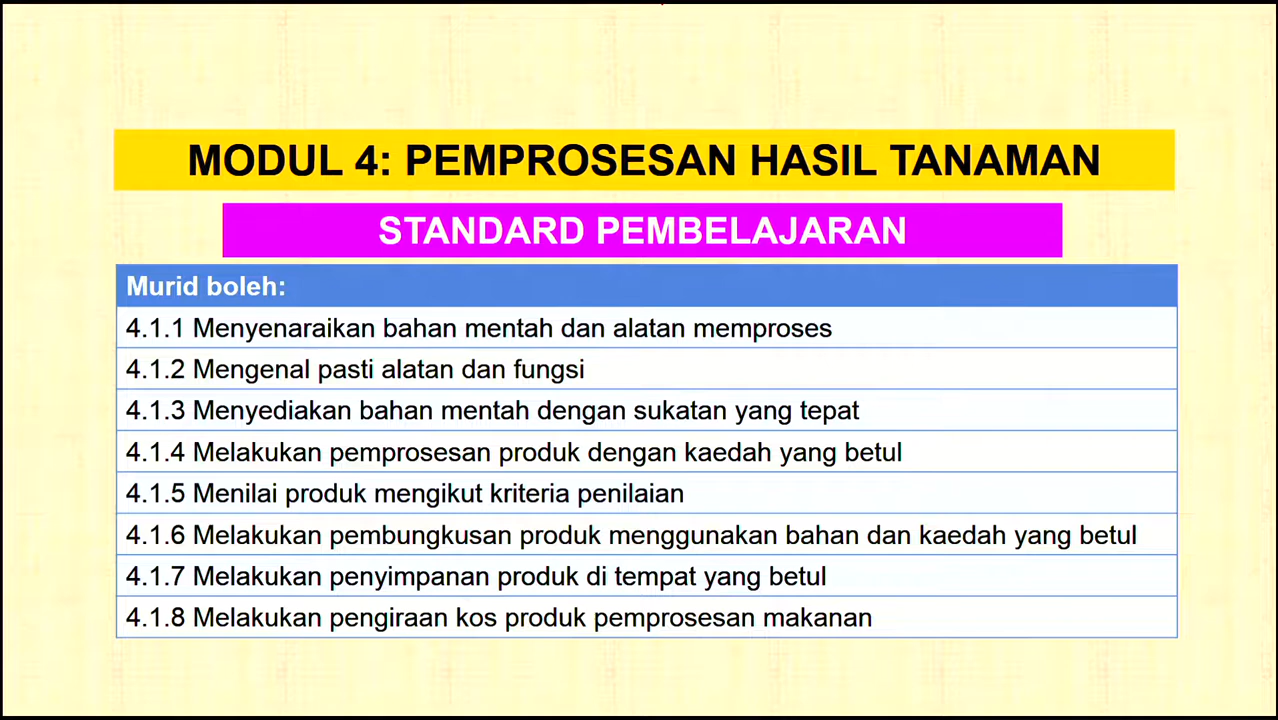 MODUL 4: PEMPROSESAN HASIL TANAMAN
STANDARD PEMBELAJARAN
Murid boleh:
4.1.1 Menyenaraikan bahan mentah dan alatan memproses
4.1.2 Mengenal pasti alatan dan fungsi
4.1.3 Menyediakan bahan mentah dengan sukatan yang tepat
4.1.4 Melakukan pemprosesan produk dengan kaedah yang betul
4.1.5 Menilai produk mengikut kriteria penilaian
4.1.6 Melakukan pembungkusan produk menggunakan bahan dan kaedah yang betul
4.1.7 Melakukan penyimpanan produk di tempat yang betul
4.1.8 Melakukan pengiraan kos produk pemprosesan makanan